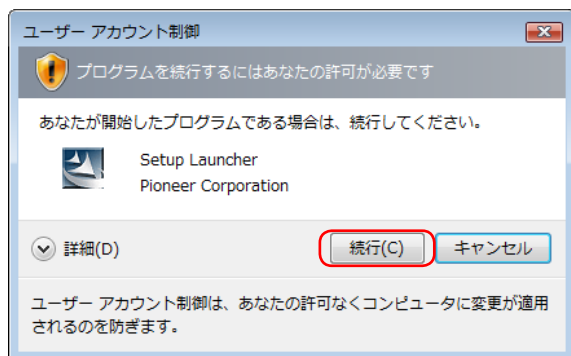 ユーザー アカウント制御
プログラムを続行するにはあなたの許可が必要です
あなたが開始したプログラムである場合は、続行してください。
Setup Launcher
Pioneer Corporation
詳細(D)
続行(C)
キャンセル
ユーザー アカウント制御は、あなたの許可なくコンピュータに変更が適用
されるのを防ぎます。